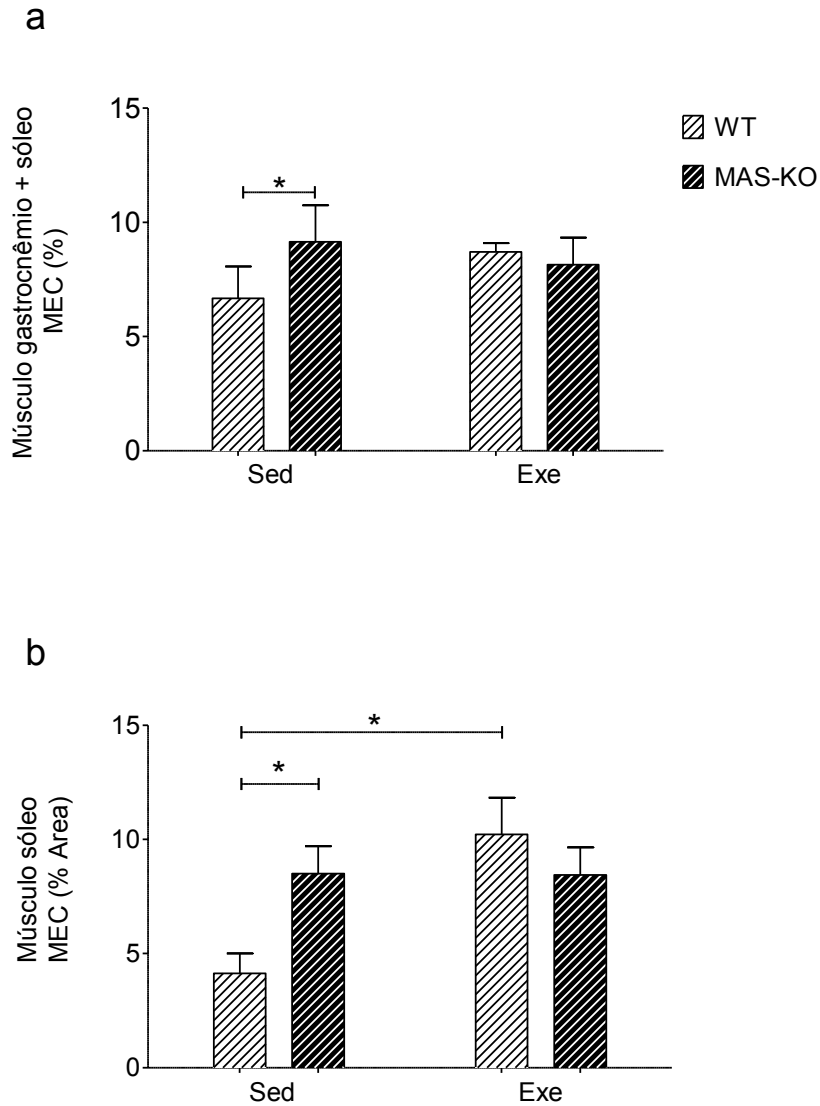 a
Músculo gastrocnêmio + sóleo
MEC (%)
15
10
5
0
*
Sed
Exe
WT
MAS-KO
b
Músculo sóleo
MEC (% Area)
15
10
5
0
*
*
Sed
Exe